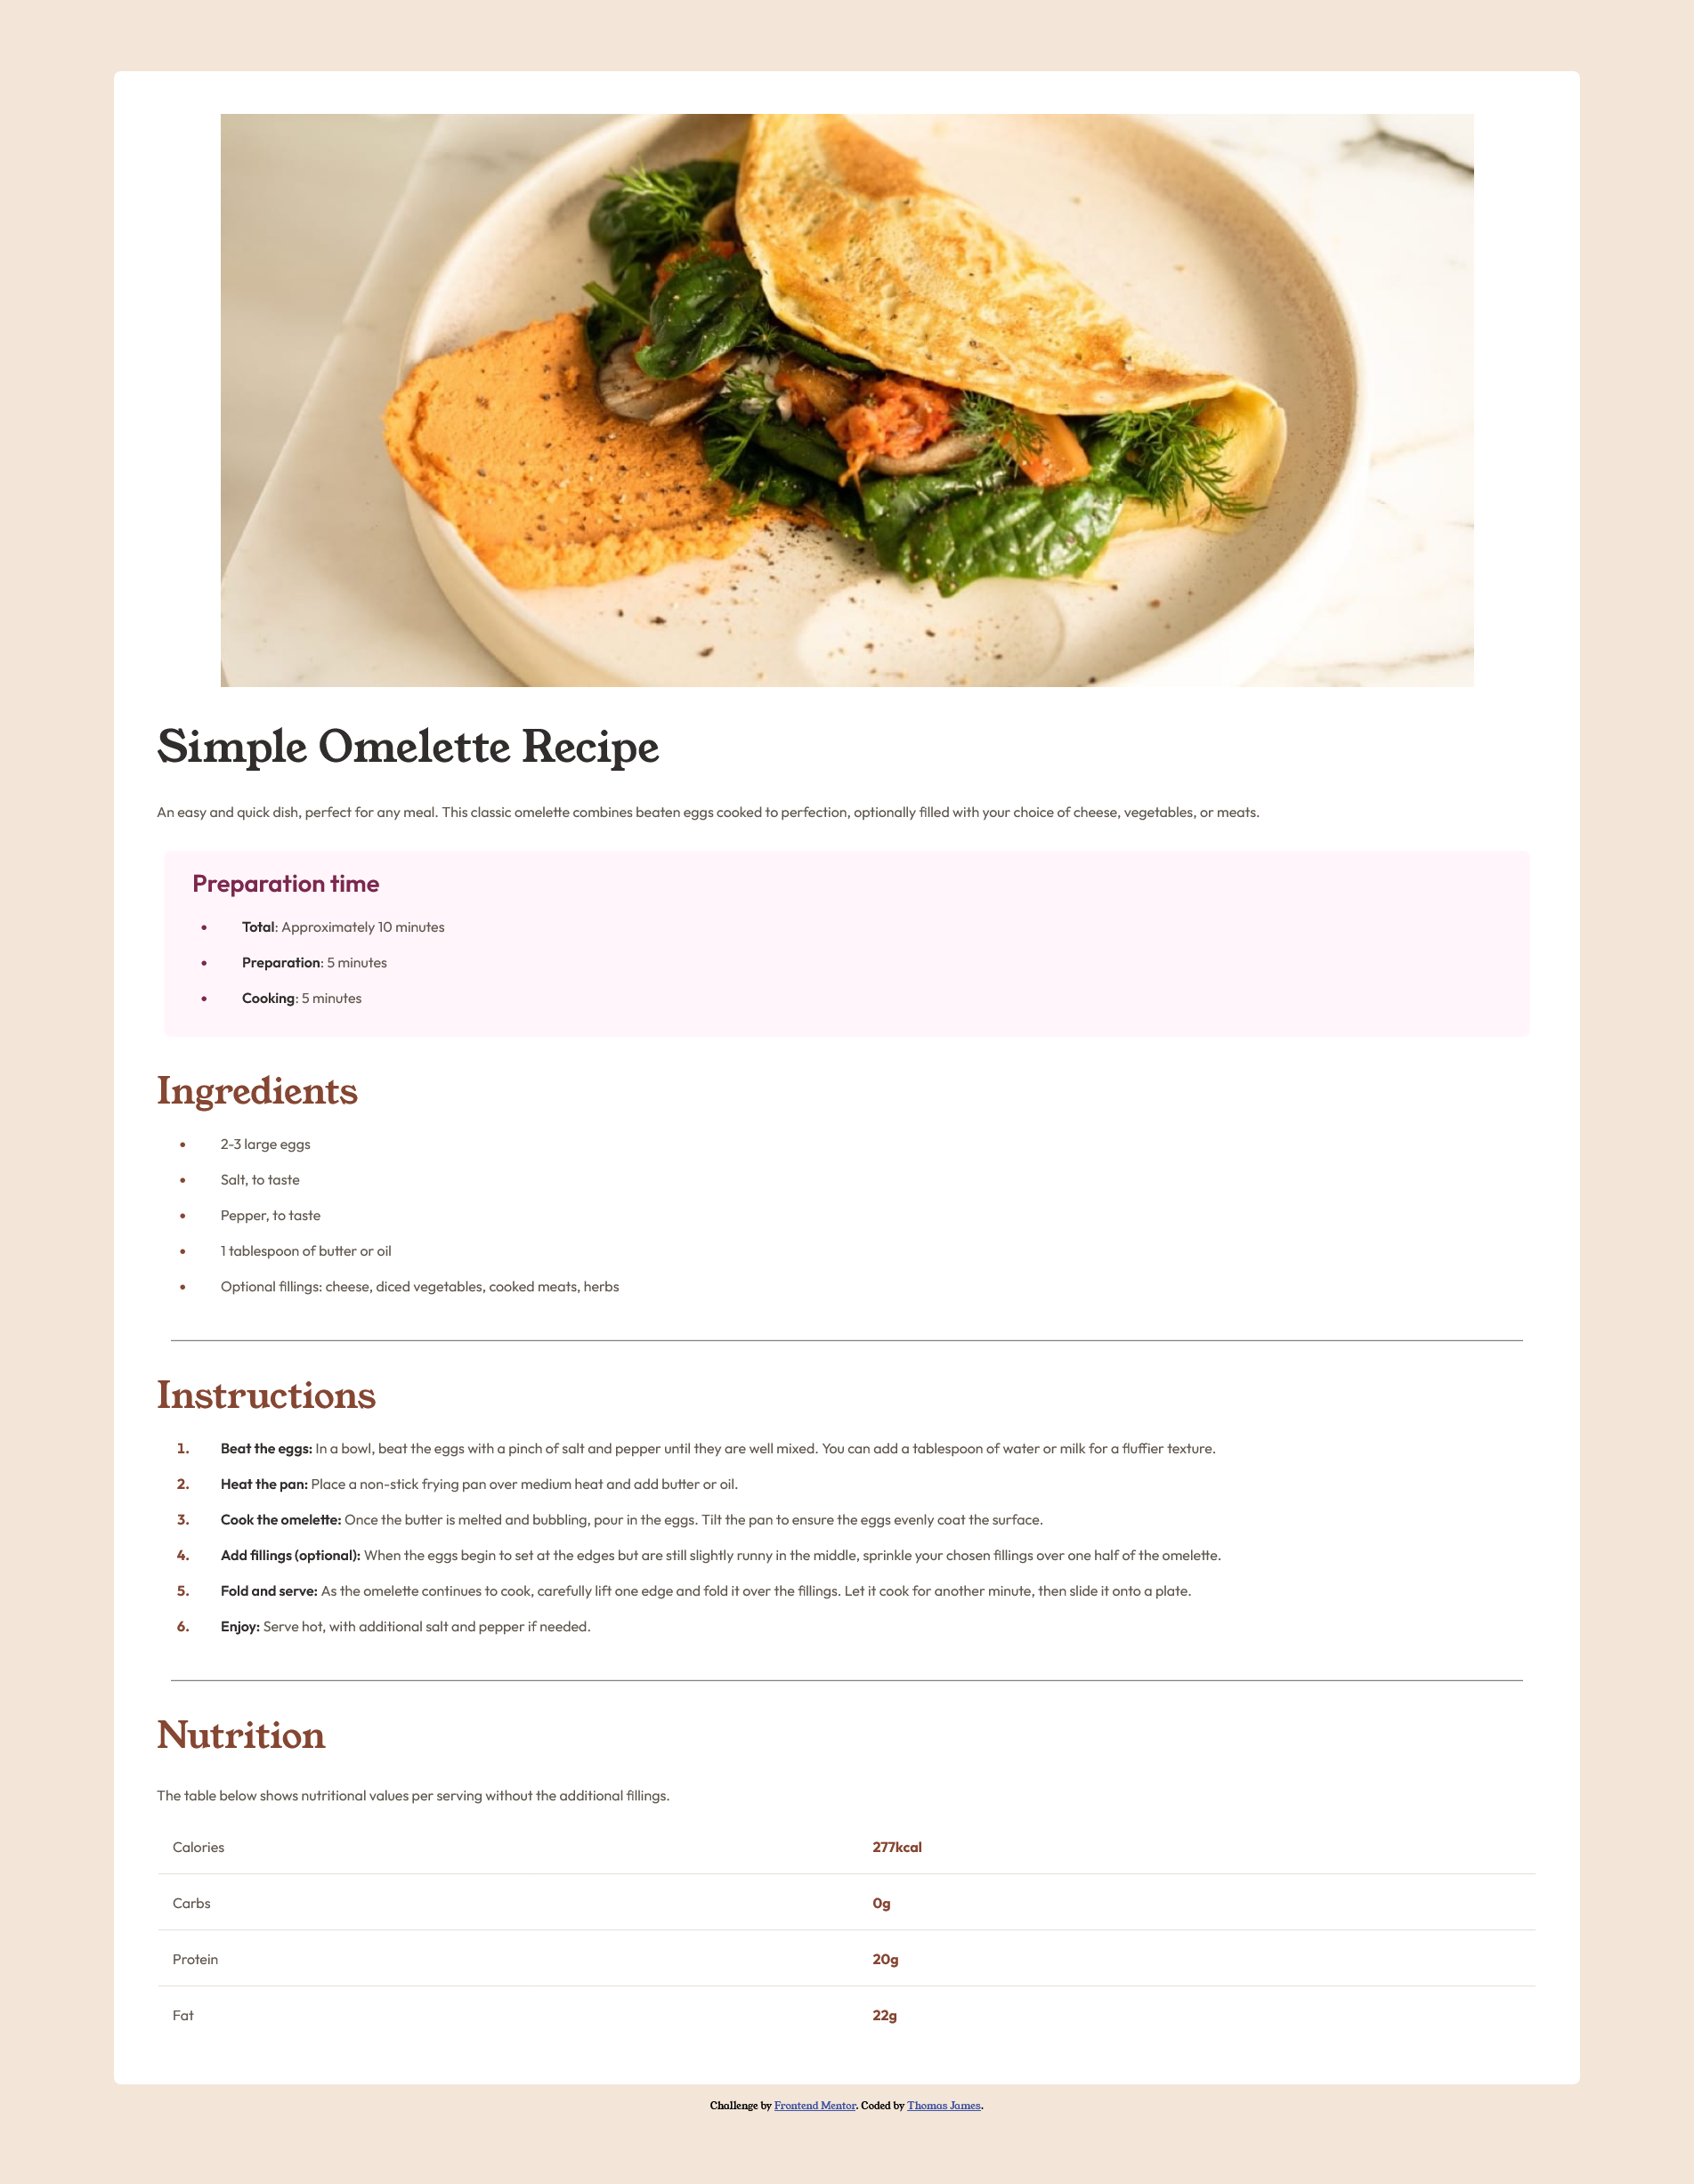 Simple Omelette Recipe
An easy and quick dish, perfect for any meal. This classic omelette combines beaten eggs cooked to perfection, optionally filled with your choice of cheese, vegetables, or meats.
Preparation time
• Total: Approximately 10 minutes
• Preparation: 5 minutes
• Cooking: 5 minutes
Ingredients
• 2-3 large eggs
• Salt, to taste
• Pepper, to taste
• 1 tablespoon of butter or oil
• Optional fillings: cheese, diced vegetables, cooked meats, herbs
Instructions
1. Beat the eggs: In a bowl, beat the eggs with a pinch of salt and pepper until they are well mixed. You can add a tablespoon of water or milk for a fluffier texture.
2. Heat the pan: Place a non-stick frying pan over medium heat and add butter or oil.
3. Cook the omelette: Once the butter is melted and bubbling, pour in the eggs. Tilt the pan to ensure the eggs evenly coat the surface.
4. Add fillings (optional): When the eggs begin to set at the edges but are still slightly runny in the middle, sprinkle your chosen fillings over one half of the omelette.
5. Fold and serve: As the omelette continues to cook, carefully lift one edge and fold it over the fillings. Let it cook for another minute, then slide it onto a plate.
6. Enjoy: Serve hot, with additional salt and pepper if needed.
Nutrition
The table below shows nutritional values per serving without the additional fillings.
Calories 277kcal
Carbs 0g
Protein 20g
Fat 22g
Challenge by Frontend Mentor. Coded by Thomas James.